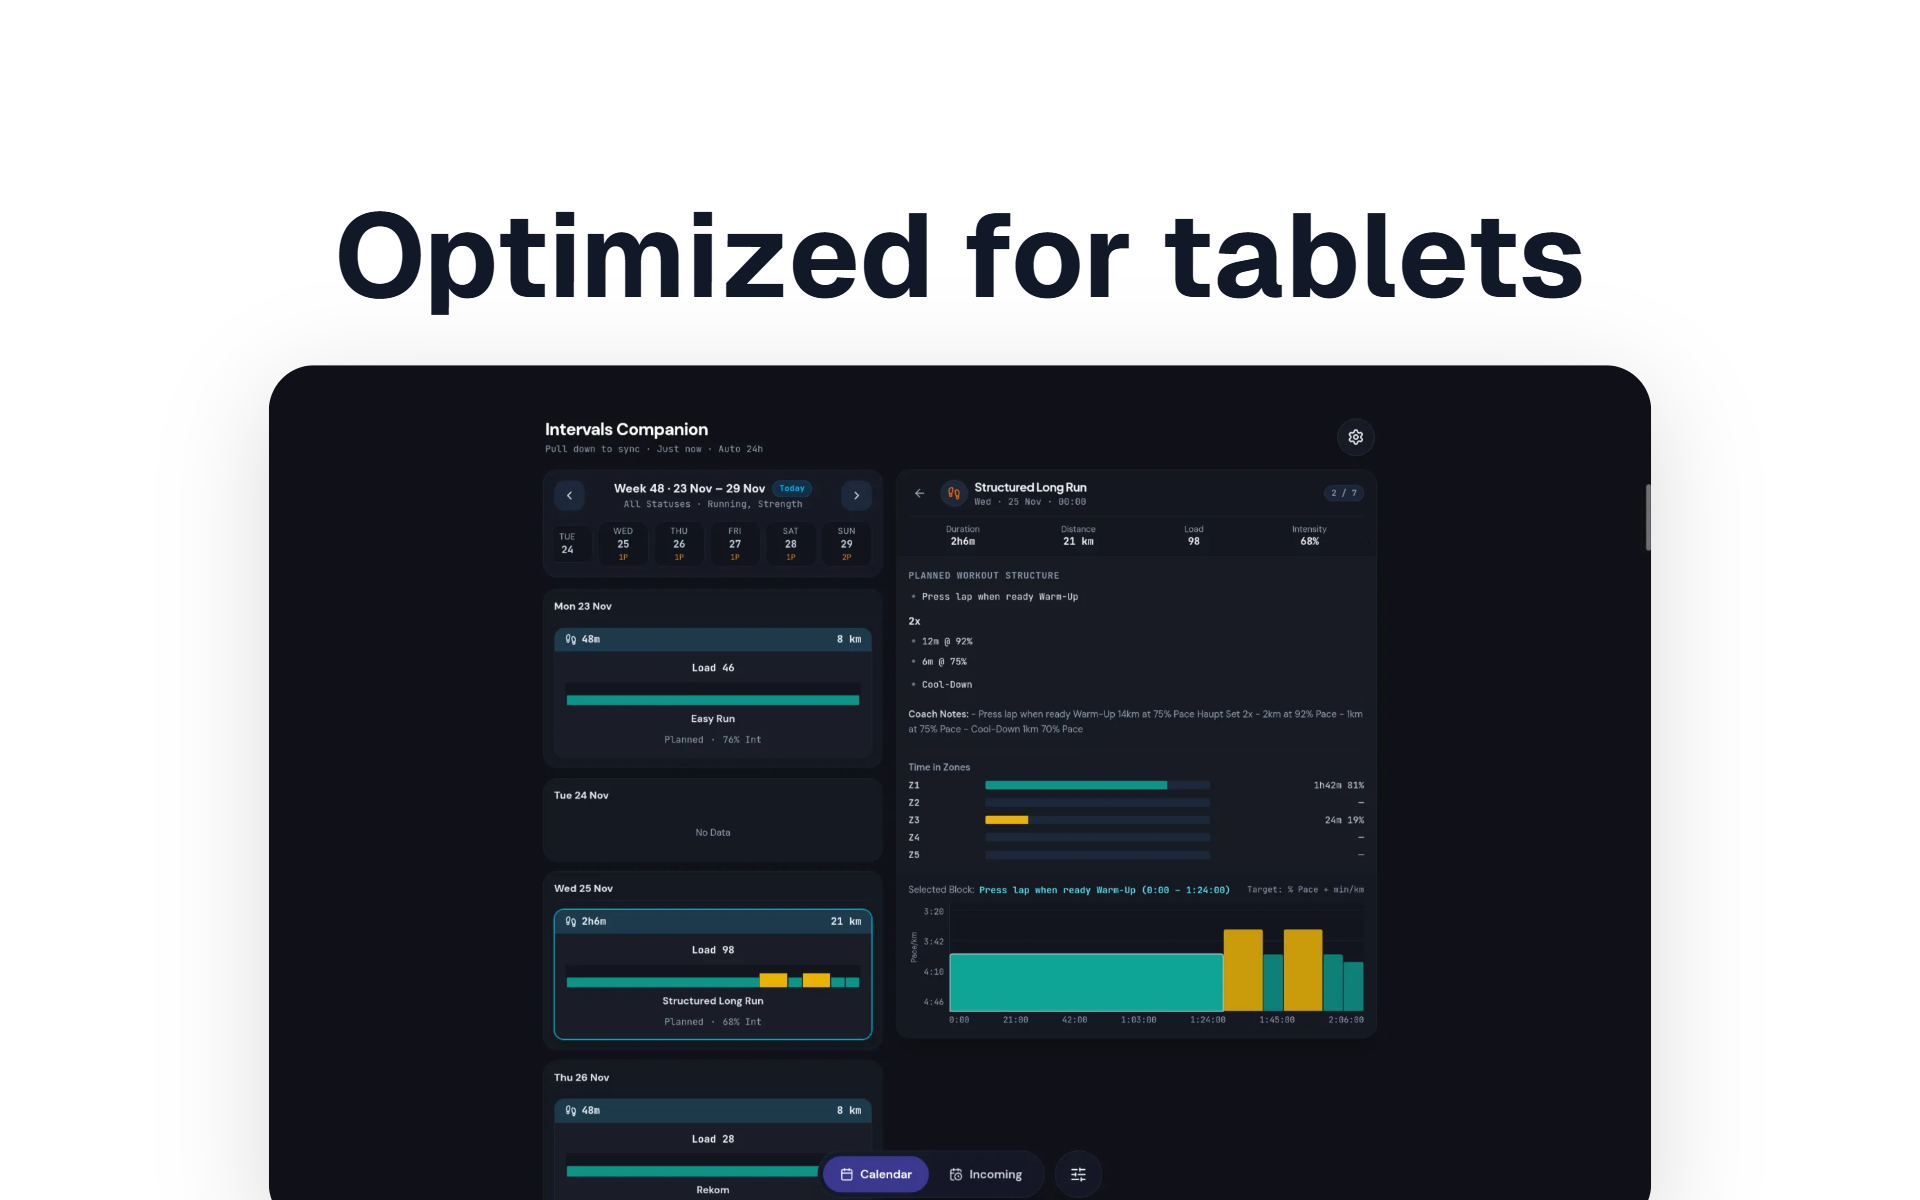 Optimized for tablets
Intervals Companion
Pull down to sync · Just now · Auto 24h
Week 48 · 23 Nov – 29 Nov Today
All Statuses · Running, Strength
TUE WED THU FRI SAT SUN
24 25 26 27 28 29
1P 1P 1P 1P 2P
Mon 23 Nov
48m 8 km
Load 46
Easy Run
Planned · 76% Int
Tue 24 Nov
No Data
Wed 25 Nov
2h6m 21 km
Load 98
Structured Long Run
Planned · 68% Int
Thu 26 Nov
48m 8 km
Load 28
Rekom
Structured Long Run
Wed · 25 Nov · 00:00
2 / 7
Duration Distance Load Intensity
2h6m 21 km 98 68%
PLANNED WORKOUT STRUCTURE
• Press lap when ready Warm-Up
2x
• 12m @ 92%
• 6m @ 75%
• Cool-Down
Coach Notes: - Press lap when ready Warm-Up 14km at 75% Pace Haupt Set 2x - 2km at 92% Pace - 1km
at 75% Pace - Cool-Down 1km 70% Pace
Time in Zones
Z1 1h42m 81%
Z2 —
Z3 24m 19%
Z4 —
Z5 —
Selected Block: Press lap when ready Warm-Up (0:00 – 1:24:00) Target: % Pace + min/km
Pace/km
3:20
3:42
4:10
4:46
0:00 21:00 42:00 1:03:00 1:24:00 1:45:00 2:06:00
Calendar Incoming